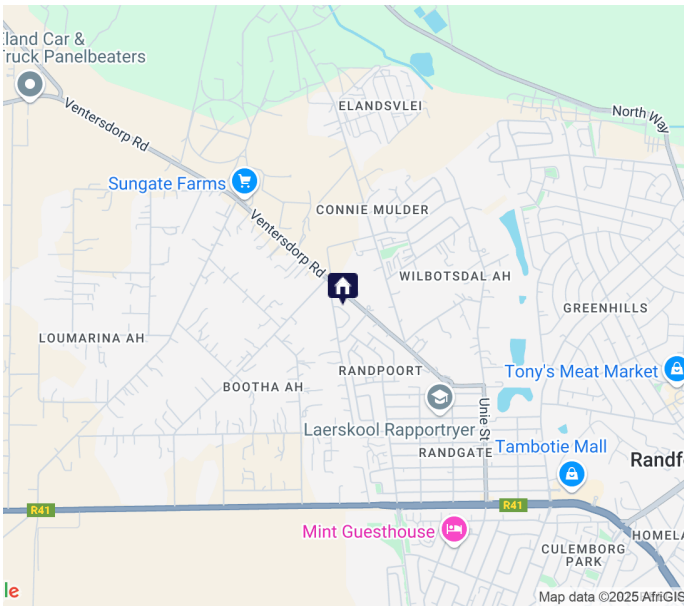 Eland Car &
Truck Panelbeaters
Ventersdorp Rd
ELANDSVLEI
North Way
Sungate Farms
CONNIE MULDER
Ventersdorp Rd
WILBOTSDAL AH
GREENHILLS
LOUMARINA AH
RANDPOORT
Tony's Meat Market
BOOTHA AH
Unie St
Laerskool Rapportryer
RANDGATE
Tambotie Mall
Randf
R41
R41
Mint Guesthouse
HOMELA
CULEMBORG
PARK
le
Map data ©2025 AfriGIS